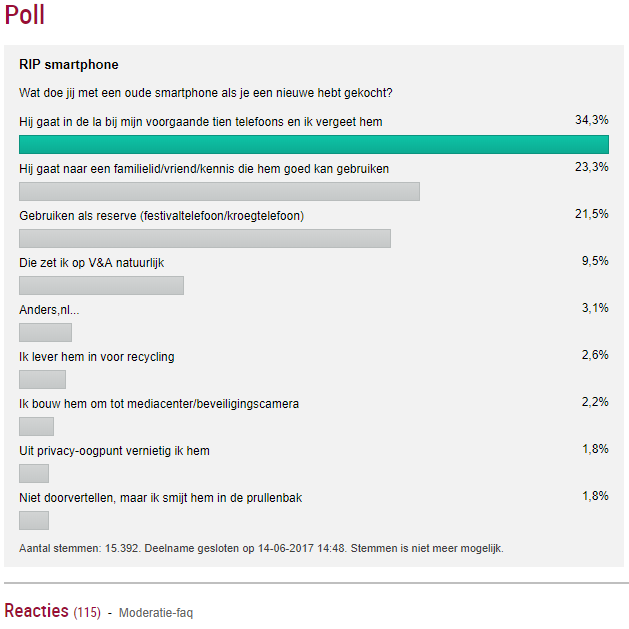 Poll
RIP smartphone
Wat doe jij met een oude smartphone als je een nieuwe hebt gekocht?
Hij gaat in de la bij mijn voorgaande tien telefoons en ik vergeet hem 34,3%
Hij gaat naar een familielid/vriend/kennis die hem goed kan gebruiken 23,3%
Gebruiken als reserve (festivaltelefoon/kroegtelefoon) 21,5%
Die zet ik op V&A natuurlijk 9,5%
Anders,nl... 3,1%
Ik lever hem in voor recycling 2,6%
Ik bouw hem om tot mediacenter/beveiligingscamera 2,2%
Uit privacy-oogpunt vernietig ik hem 1,8%
Niet doorvertellen, maar ik smijt hem in de prullenbak 1,8%
Aantal stemmen: 15.392. Deelname gesloten op 14-06-2017 14:48. Stemmen is niet meer mogelijk.
Reacties (115) - Moderatie-faq